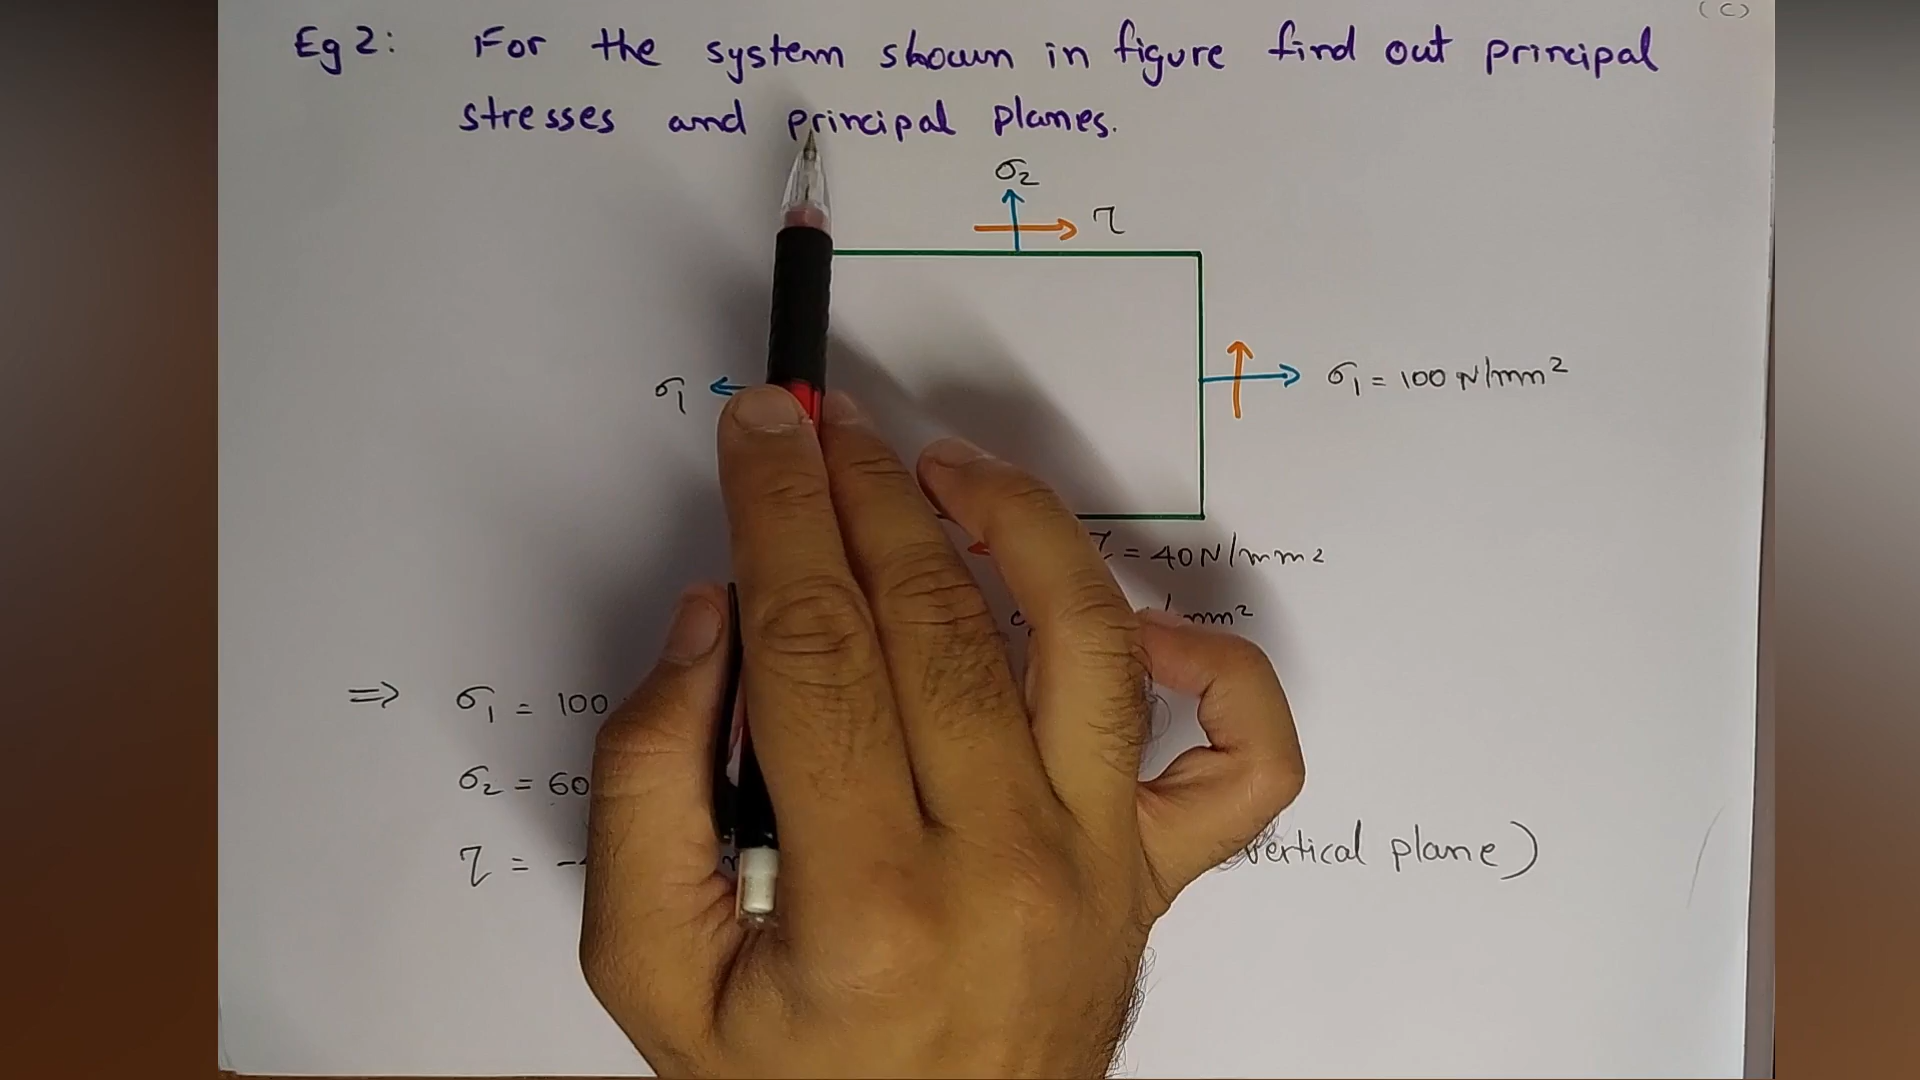 (c)
Eg 2: For the system shown in figure find out principal
stresses and principal planes.
σ2
τ
σ1
σ1 = 100 N/mm²
τ = 40 N/mm²
/mm²
=> σ1 = 100
σ2 = 60
τ = -
vertical plane)